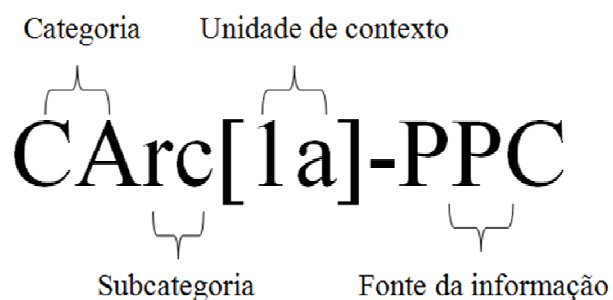 Categoria Unidade de contexto
CArc[1a]-PPC
Subcategoria Fonte da informação